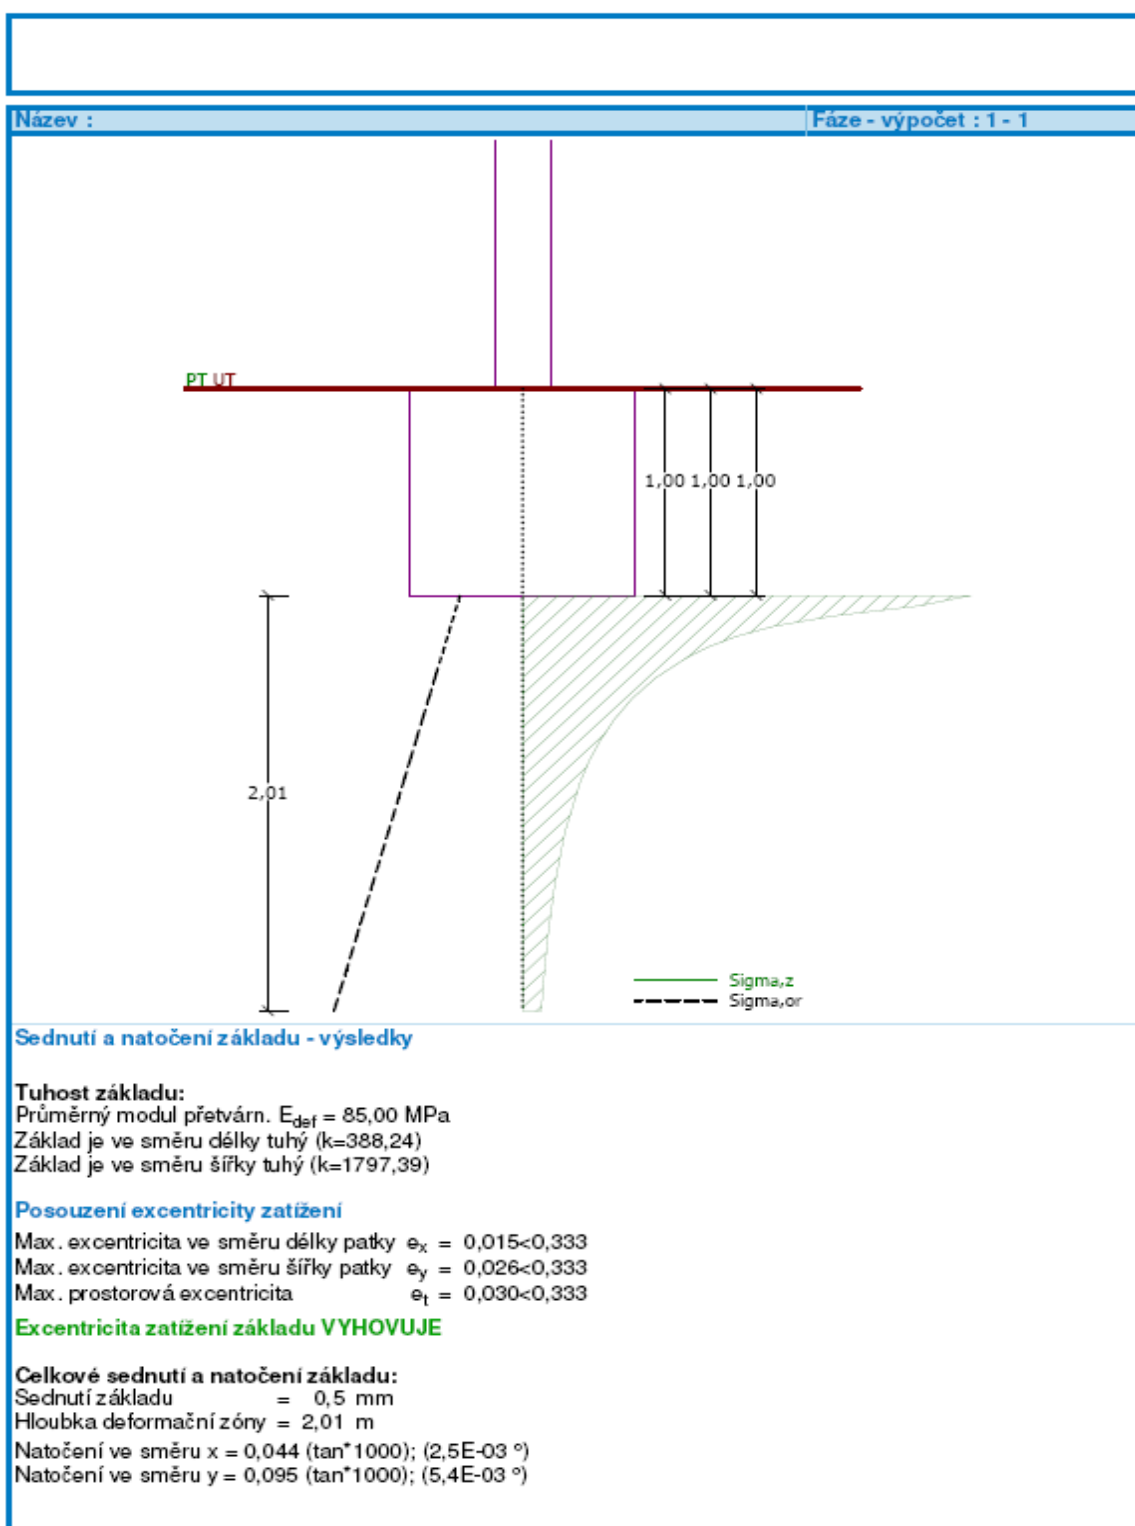 Název :
Fáze - výpočet : 1 - 1
PT UT
1,00 1,00 1,00
2,01
Sigma,z
Sigma,or
Sednutí a natočení základu - výsledky
Tuhost základu:
Průměrný modul přetvárn. Edef = 85,00 MPa
Základ je ve směru délky tuhý (k=388,24)
Základ je ve směru šířky tuhý (k=1797,39)
Posouzení excentricity zatížení
Max. excentricita ve směru délky patky ex = 0,015<0,333
Max. excentricita ve směru šířky patky ey = 0,026<0,333
Max. prostorová excentricita et = 0,030<0,333
Excentricita zatížení základu VYHOVUJE
Celkové sednutí a natočení základu:
Sednutí základu = 0,5 mm
Hloubka deformační zóny = 2,01 m
Natočení ve směru x = 0,044 (tan*1000); (2,5E-03 °)
Natočení ve směru y = 0,095 (tan*1000); (5,4E-03 °)